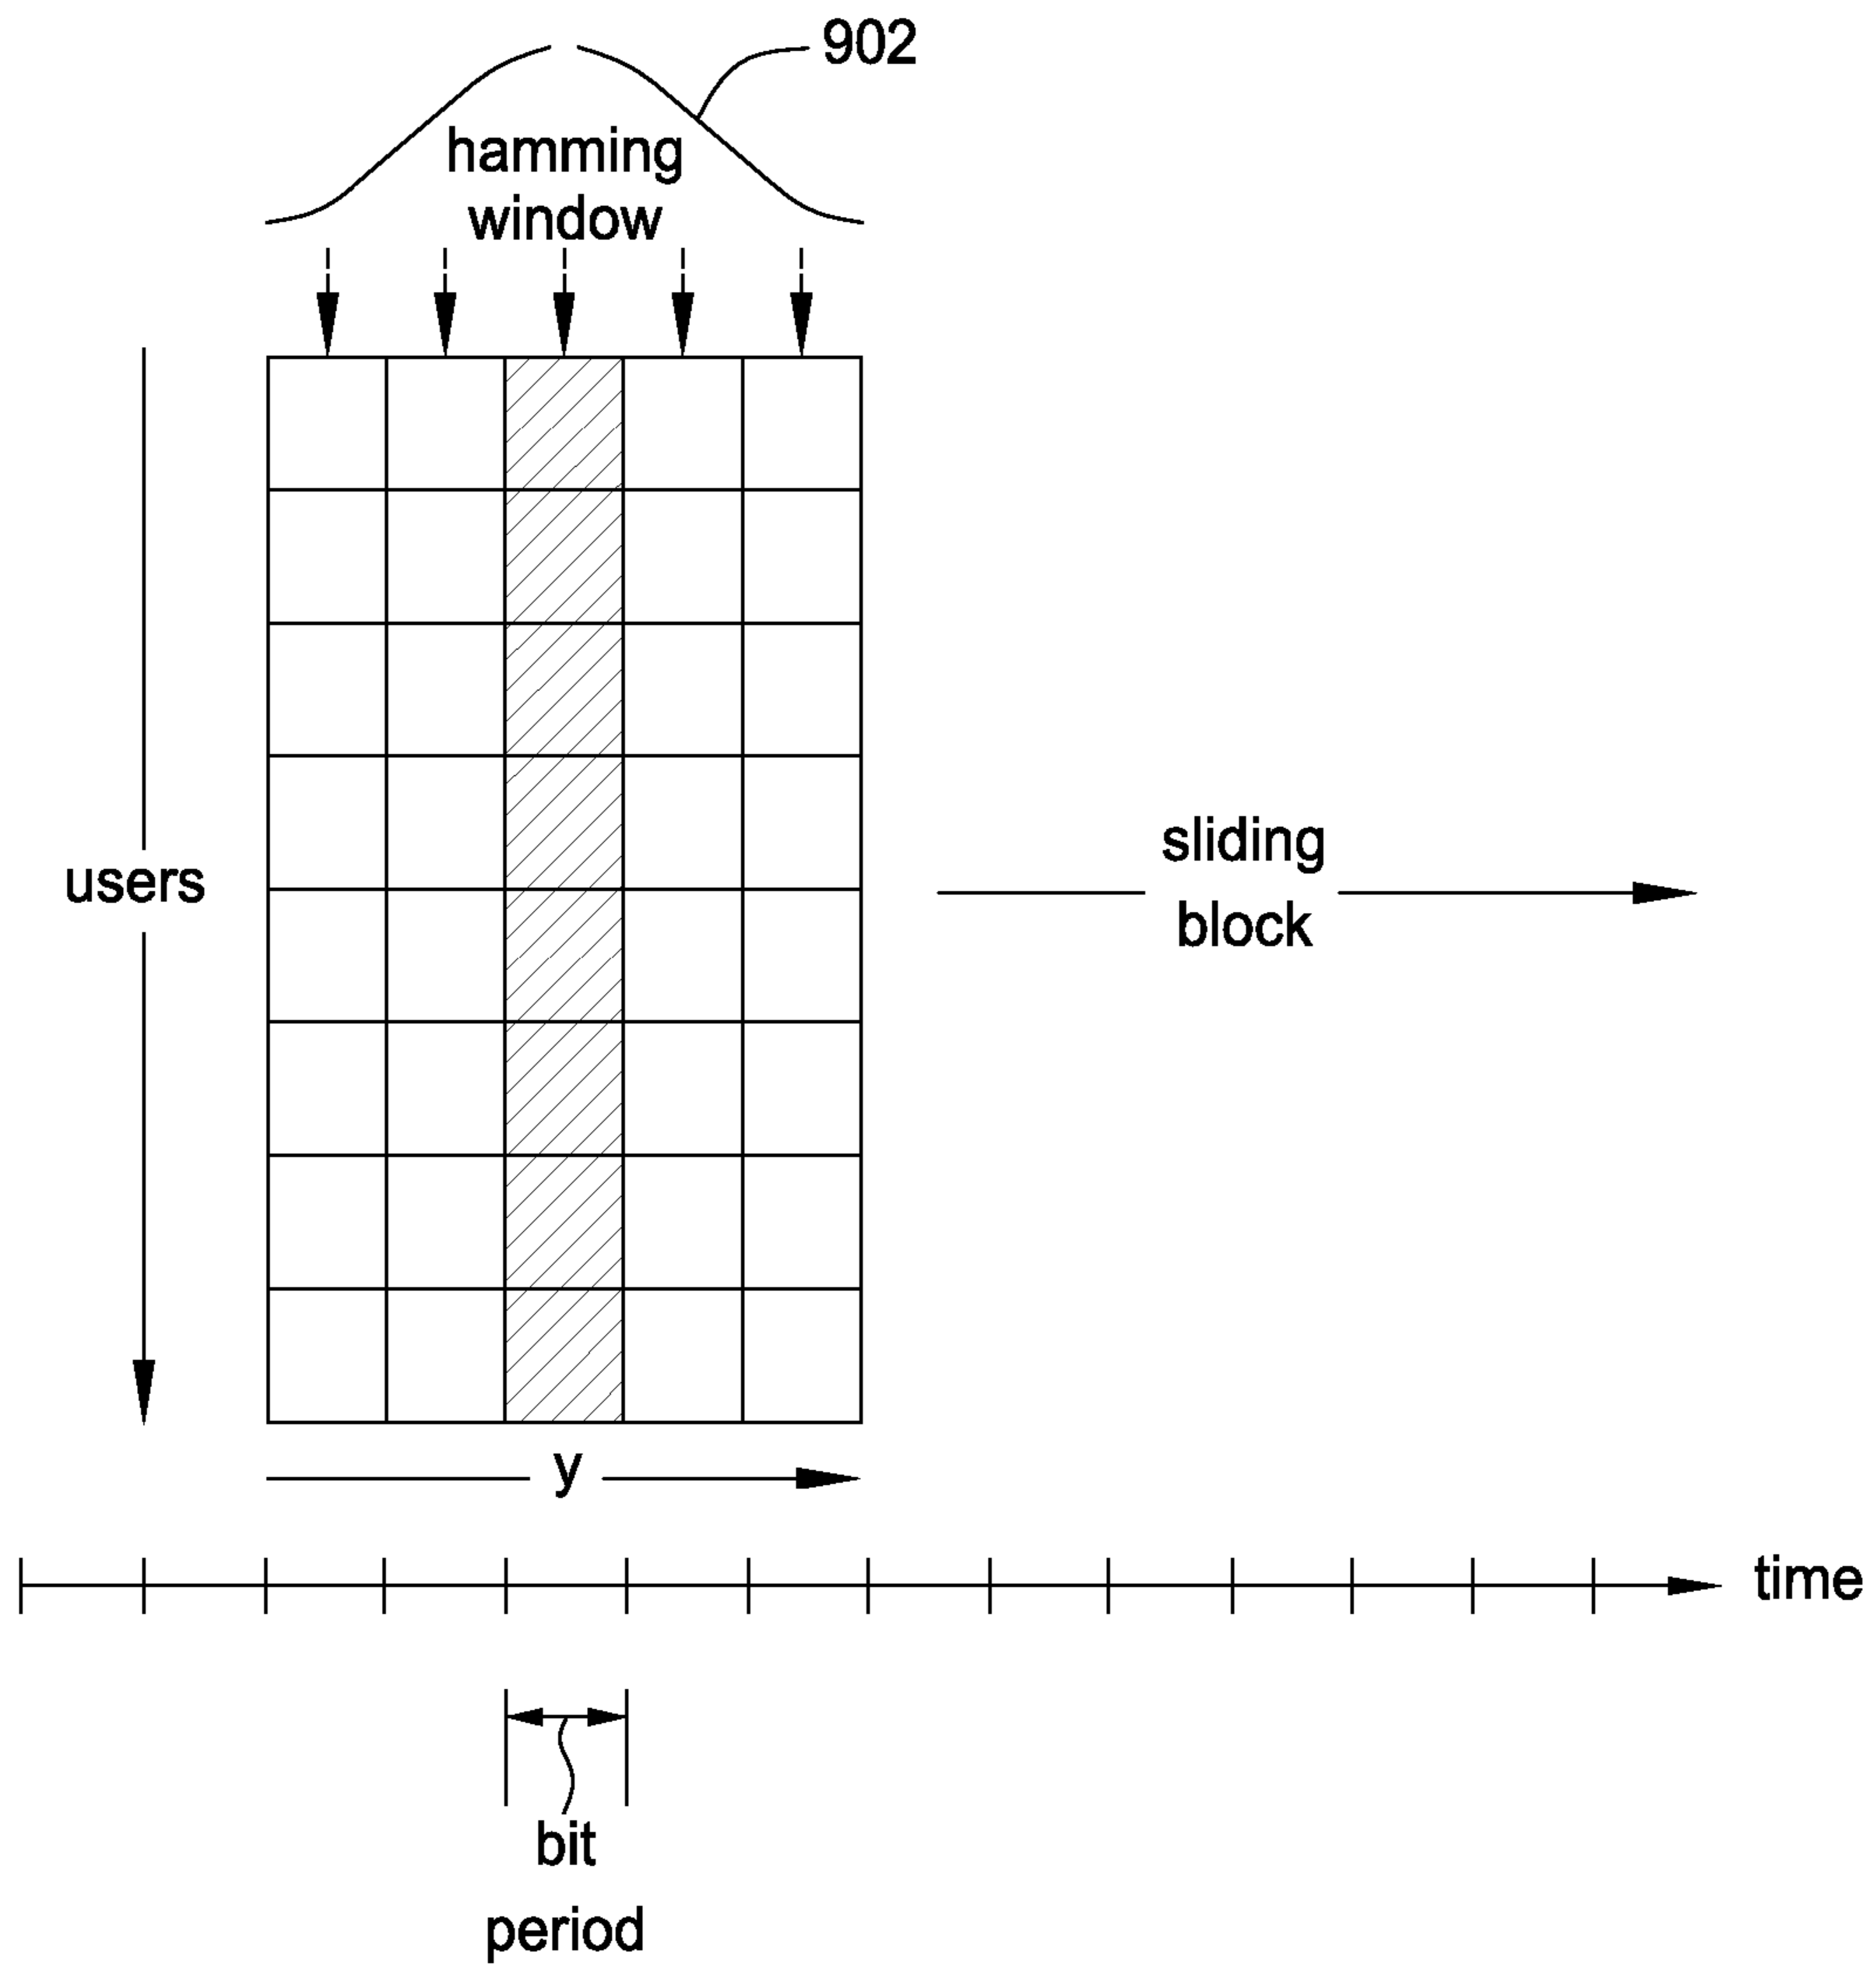 902
hamming
window
users
sliding
block
y
time
bit
period